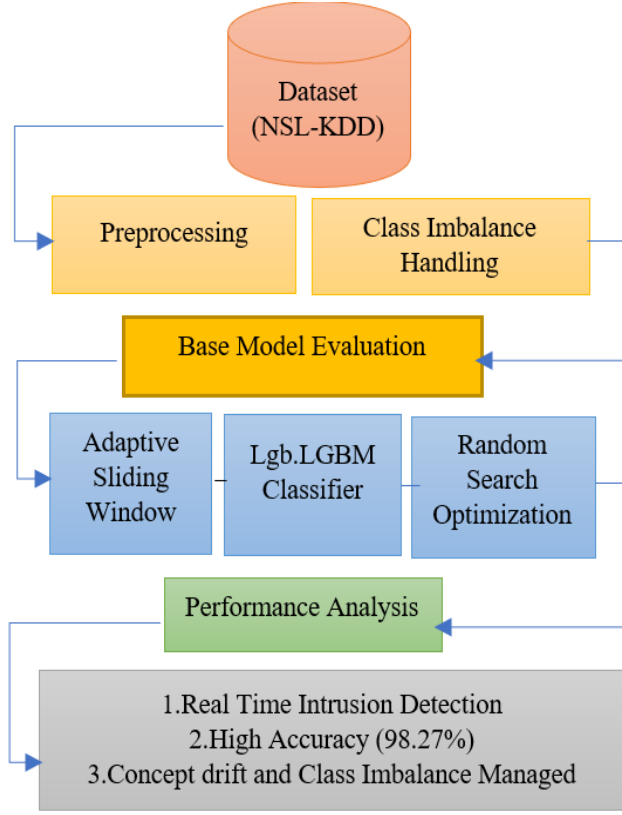 Dataset
(NSL-KDD)
Preprocessing
Class Imbalance
Handling
Base Model Evaluation
Adaptive
Sliding
Window
Lgb.LGBM
Classifier
Random
Search
Optimization
Performance Analysis
1.Real Time Intrusion Detection
2.High Accuracy (98.27%)
3.Concept drift and Class Imbalance Managed